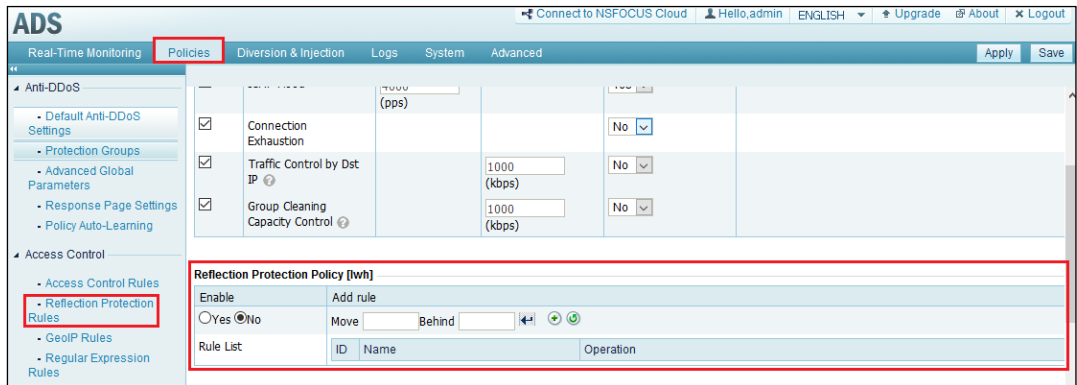 ADS
Connect to NSFOCUS Cloud Hello,admin ENGLISH Upgrade About Logout
Real-Time Monitoring Policies Diversion & Injection Logs System Advanced Apply Save
Anti-DDoS
- Default Anti-DDoS
Settings
- Protection Groups
- Advanced Global
Parameters
- Response Page Settings
- Policy Auto-Learning
Access Control
- Access Control Rules
- Reflection Protection
Rules
- GeoIP Rules
- Regular Expression
Rules
4000
(pps)
Connection
Exhaustion
No
Traffic Control by Dst
IP
1000
(kbps)
No
Group Cleaning
Capacity Control
1000
(kbps)
No
Reflection Protection Policy [lwh]
Enable Add rule
Yes No Move Behind
Rule List ID Name Operation